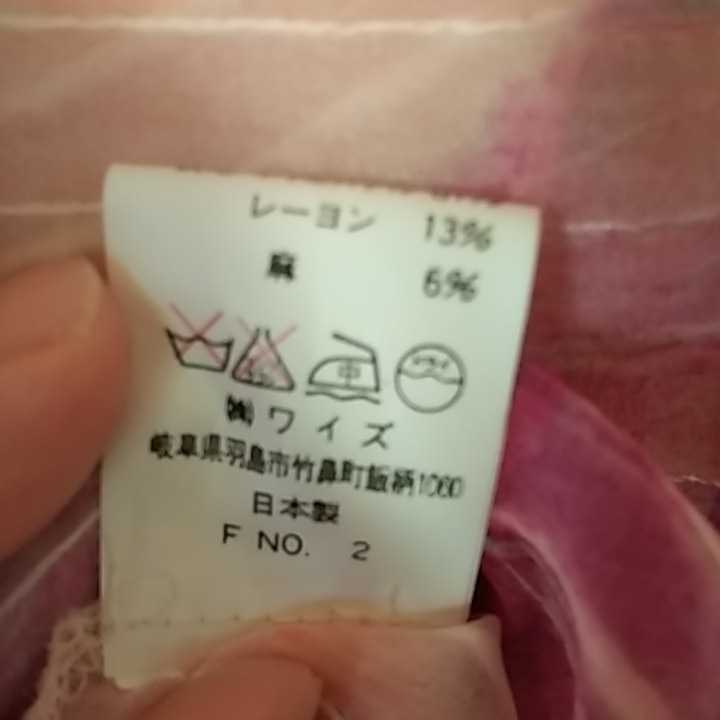 レーヨン 13%
麻 6%
中
㈱ワイズ
岐阜県羽島市竹鼻町飯柄1060
日本製
F NO. 2